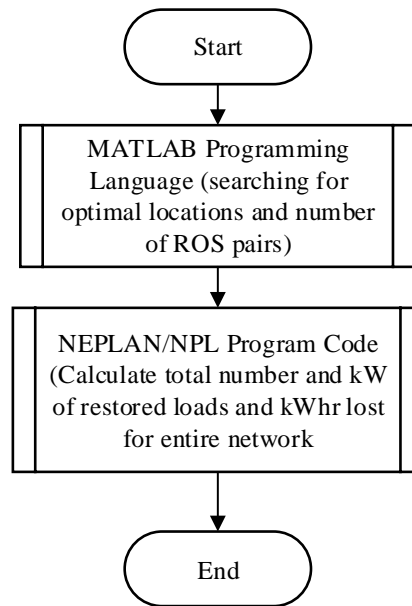 Start
MATLAB Programming
Language (searching for
optimal locations and number
of ROS pairs)
NEPLAN/NPL Program Code
(Calculate total number and kW
of restored loads and kWhr lost
for entire network
End